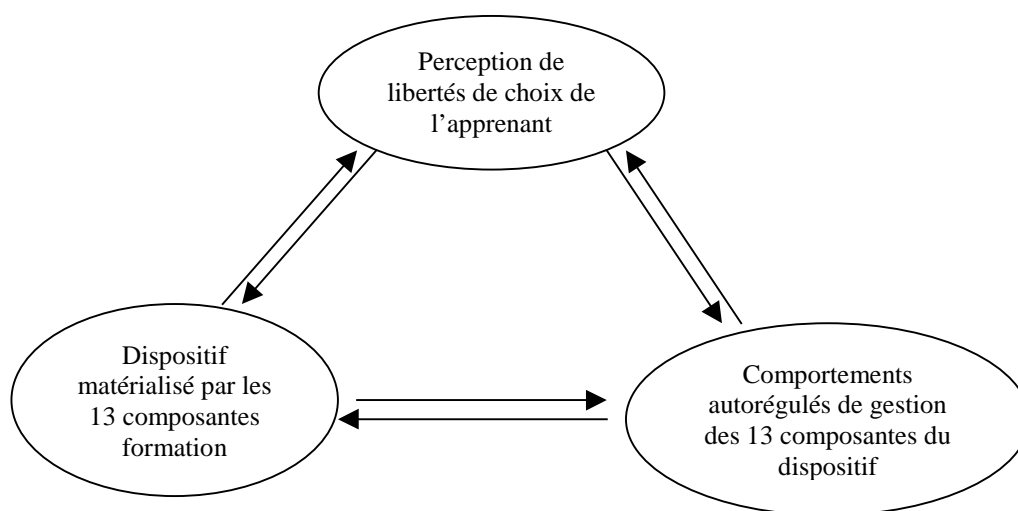 Perception de
libertés de choix de
l’apprenant
Dispositif
matérialisé par les
13 composantes
formation
Comportements
autorégulés de gestion
des 13 composantes du
dispositif